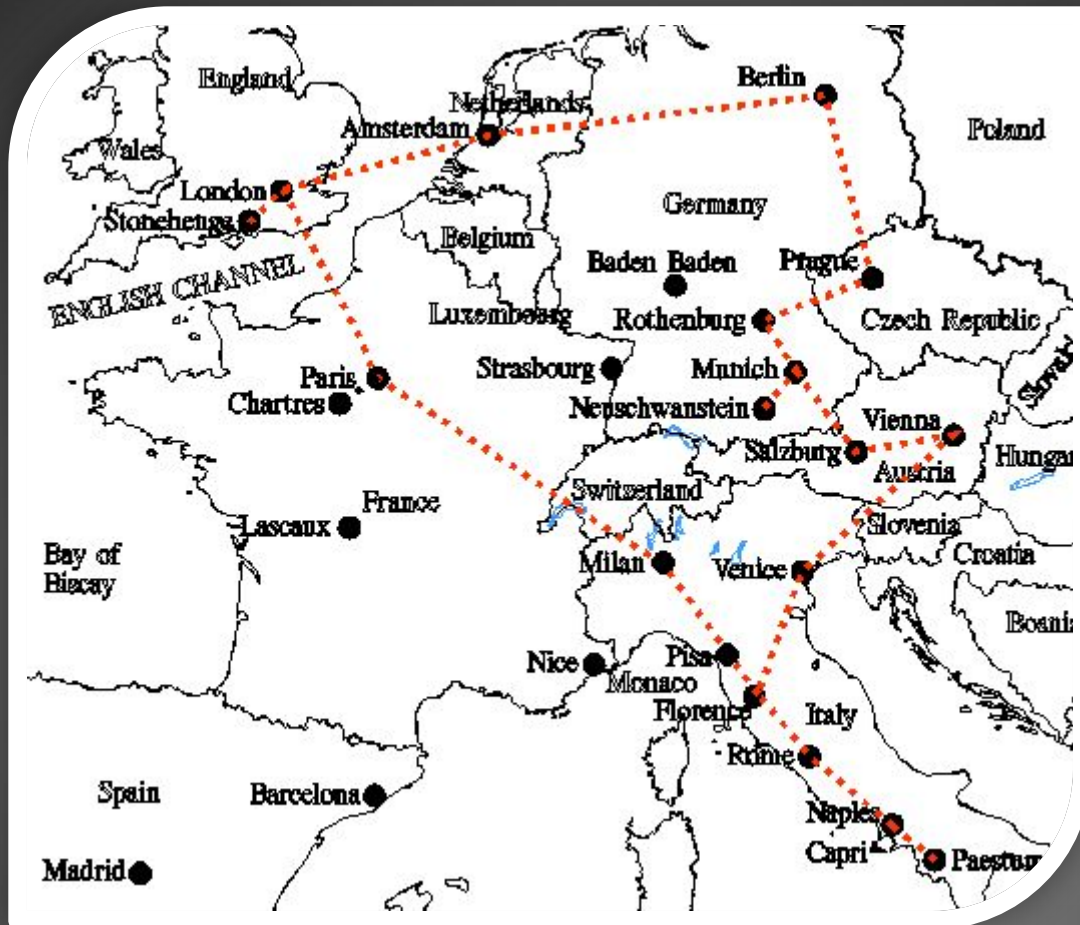 England
Berlin
Netherlands
Amsterdam
Poland
Wales
London
Germany
Stonehenge
Belgium
Baden Baden
Prague
ENGLISH CHANNEL
Luxembourg
Rothenburg
Czech Republic
Strasbourg
Munich
Paris
Chartres
Neuschwanstein
Vienna
Salzburg
Hungar
Austria
Switzerland
France
Lascaux
Slovenia
Bay of
Biscay
Croatia
Milan
Venice
Bosnia
Nice
Pisa
Monaco
Florence
Italy
Rome
Spain
Barcelona
Naples
Capri
Paestum
Madrid